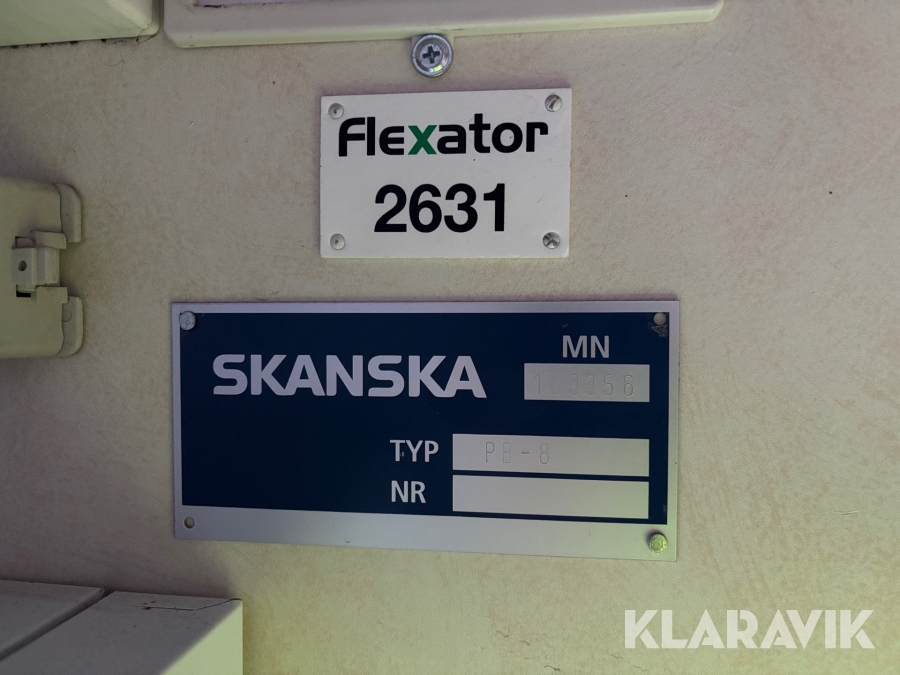 Flexator
2631
SKANSKA
MN
TYP PB-8
NR
KLARAVIK